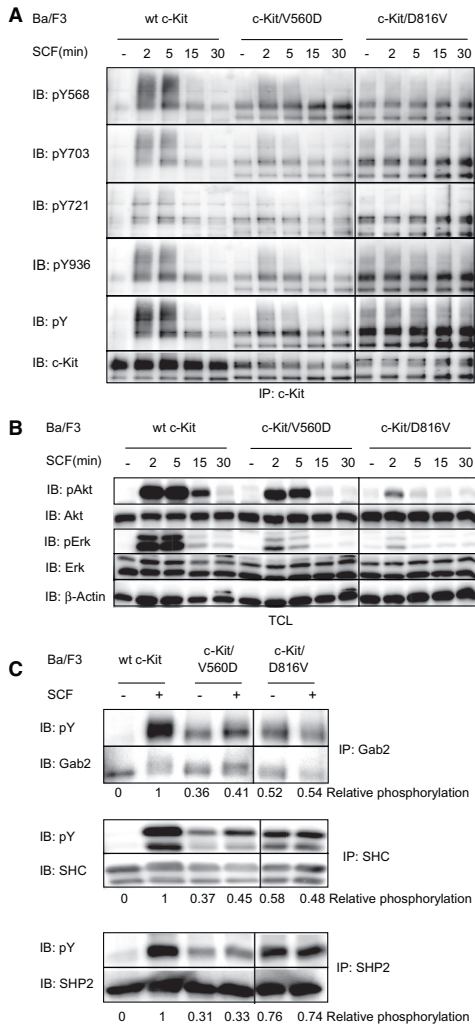 A
Ba/F3 wt c-Kit c-Kit/V560D c-Kit/D816V
SCF(min) - 2 5 15 30 - 2 5 15 30 - 2 5 15 30
IB: pY568
IB: pY703
IB: pY721
IB: pY936
IB: pY
IB: c-Kit
IP: c-Kit
B
Ba/F3 wt c-Kit c-Kit/V560D c-Kit/D816V
SCF(min) - 2 5 15 30 - 2 5 15 30 - 2 5 15 30
IB: pAkt
IB: Akt
IB: pErk
IB: Erk
IB: β-Actin
TCL
C
Ba/F3 wt c-Kit c-Kit/ V560D c-Kit/ D816V
SCF - + - + - +
IB: pY
IB: Gab2
IP: Gab2
0 1 0.36 0.41 0.52 0.54 Relative phosphorylation
IB: pY
IB: SHC
IP: SHC
0 1 0.37 0.45 0.58 0.48 Relative phosphorylation
IB: pY
IB: SHP2
IP: SHP2
0 1 0.31 0.33 0.76 0.74 Relative phosphorylation